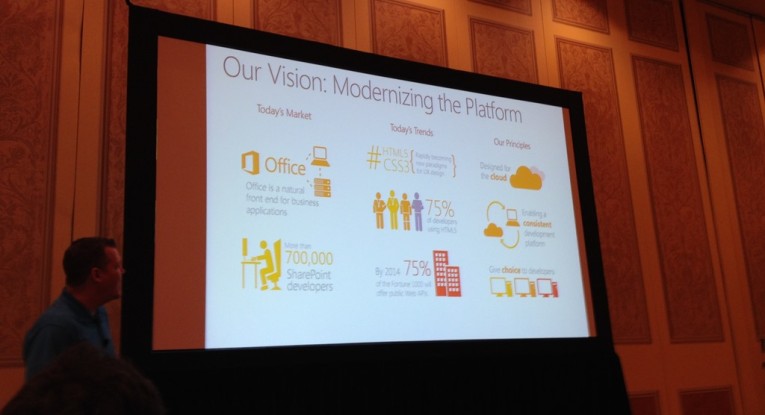 Our Vision: Modernizing the Platform
Today's Market
Office
Office is a natural
front end for business
applications
More than
700,000
SharePoint
developers
Today's Trends
# HTML5
CSS3
{ Rapidly becoming
new paradigms
for UX design }
75%
of developers
using HTML5
By 2014, 75%
of the Fortune 1000 will
offer public Web APIs
Our Principles
Designed for
the cloud
Enabling a
consistent
development
platform
Give choice to developers